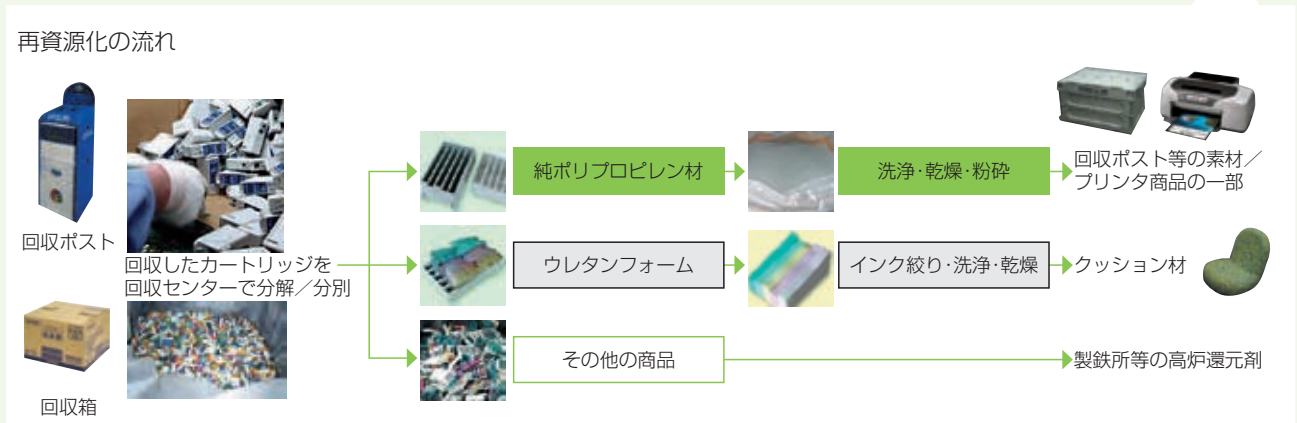 再資源化の流れ
回収ポスト
回収したカートリッジを
回収センターで分解／分別
回収箱
純ポリプロピレン材
洗浄・乾燥・粉砕
回収ポスト等の素材／
プリンタ商品の一部
ウレタンフォーム
インク絞り・洗浄・乾燥
クッション材
その他の商品
製鉄所等の高炉還元剤